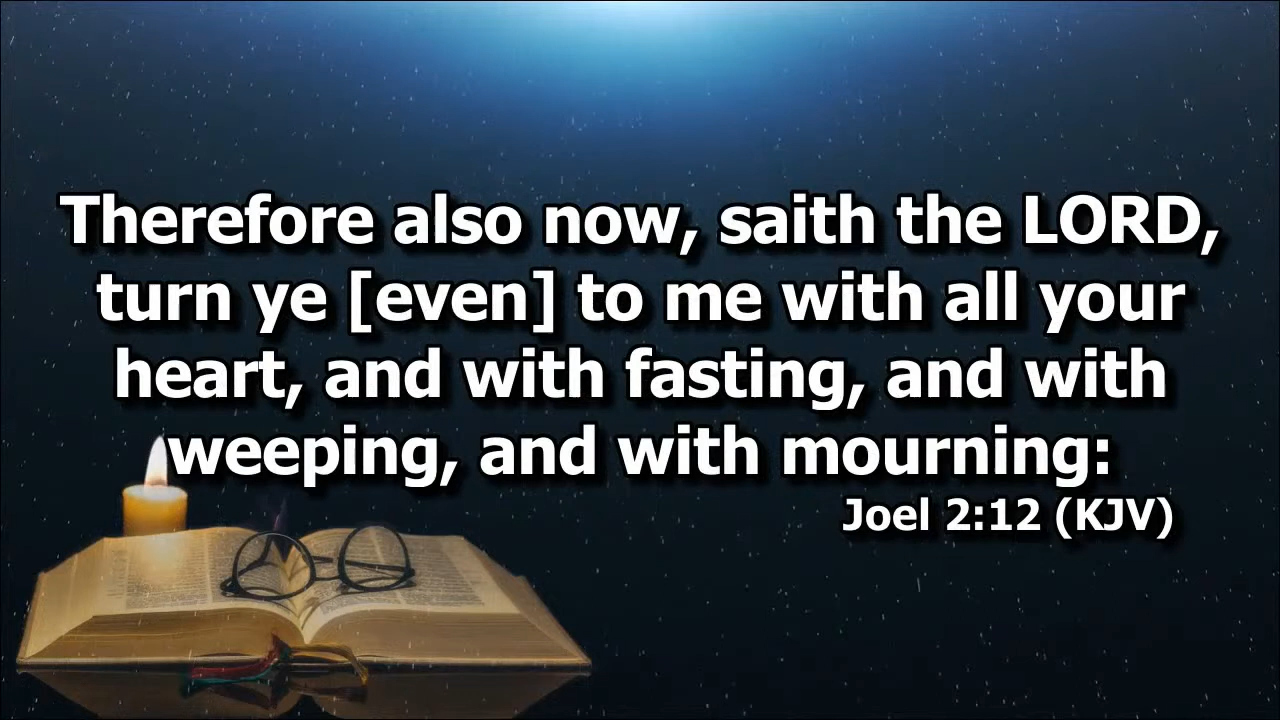 Therefore also now, saith the LORD,
turn ye [even] to me with all your
heart, and with fasting, and with
weeping, and with mourning:
Joel 2:12 (KJV)